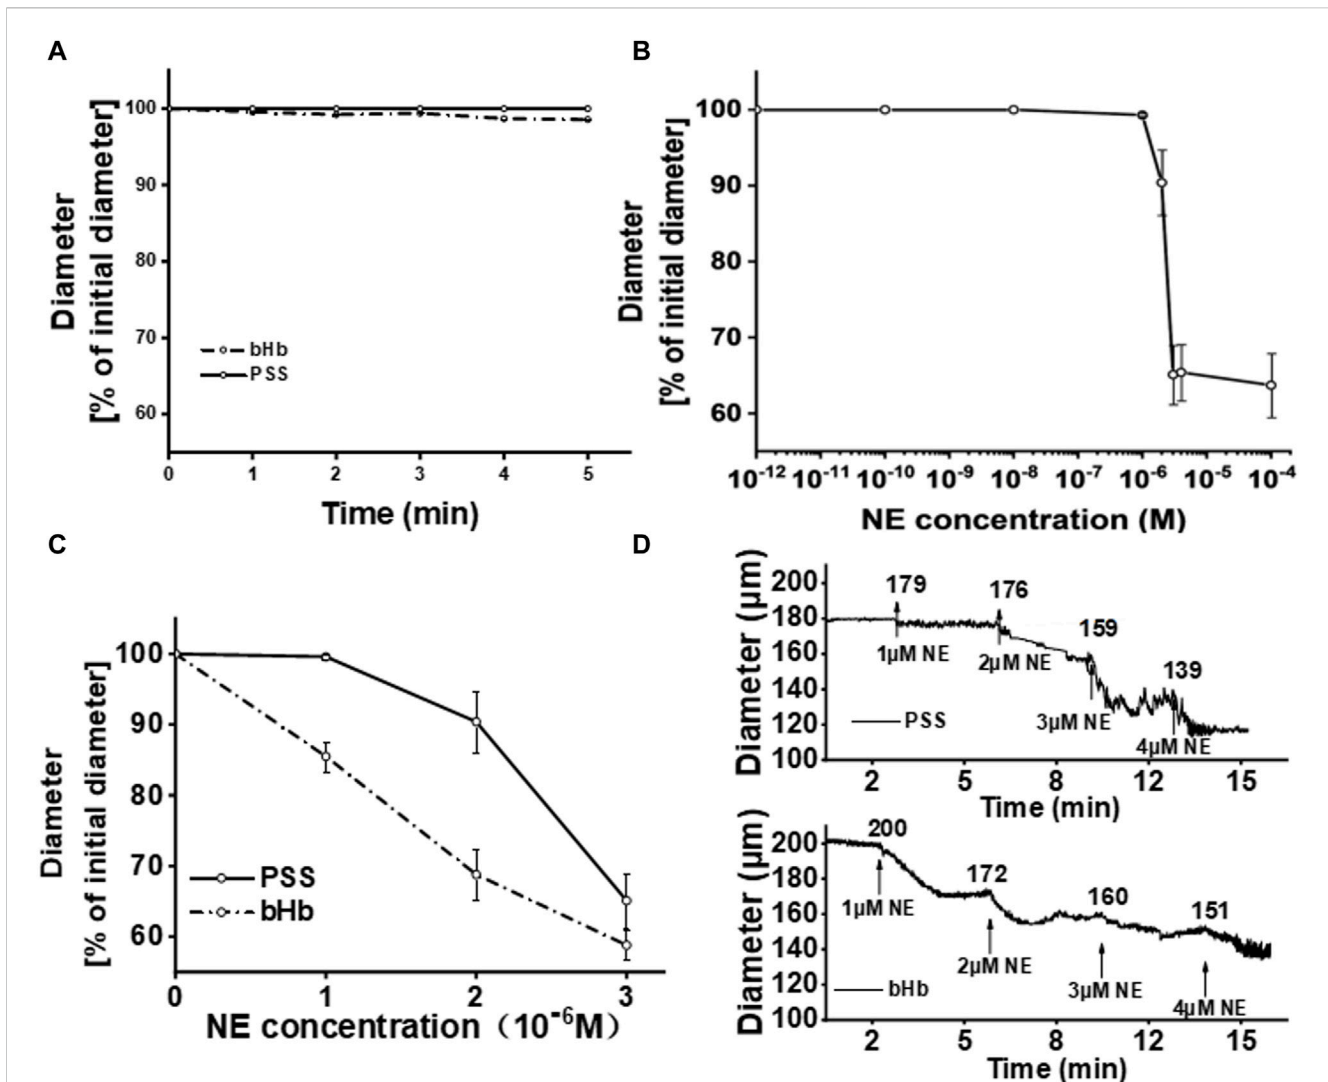 A
Diameter
[% of initial diameter]
100
90
80
70
60
bHb
PSS
0 1 2 3 4 5
Time (min)
B
Diameter
[% of initial diameter]
100
90
80
70
60
10⁻¹² 10⁻¹¹ 10⁻¹⁰ 10⁻⁹ 10⁻⁸ 10⁻⁷ 10⁻⁶ 10⁻⁵ 10⁻⁴
NE concentration (M)
C
Diameter
[% of initial diameter]
100
90
80
70
60
PSS
bHb
0 1 2 3
NE concentration（10⁻⁶M）
D
Diameter (µm)
200
180
160
140
120
100
179
176
159
139
1µM NE
2µM NE
3µM NE
4µM NE
PSS
2 5 8 12 15
Time (min)
Diameter (µm)
200
180
160
140
120
100
200
172
160
151
1µM NE
2µM NE
3µM NE
4µM NE
bHb
2 6 8 12 15
Time (min)